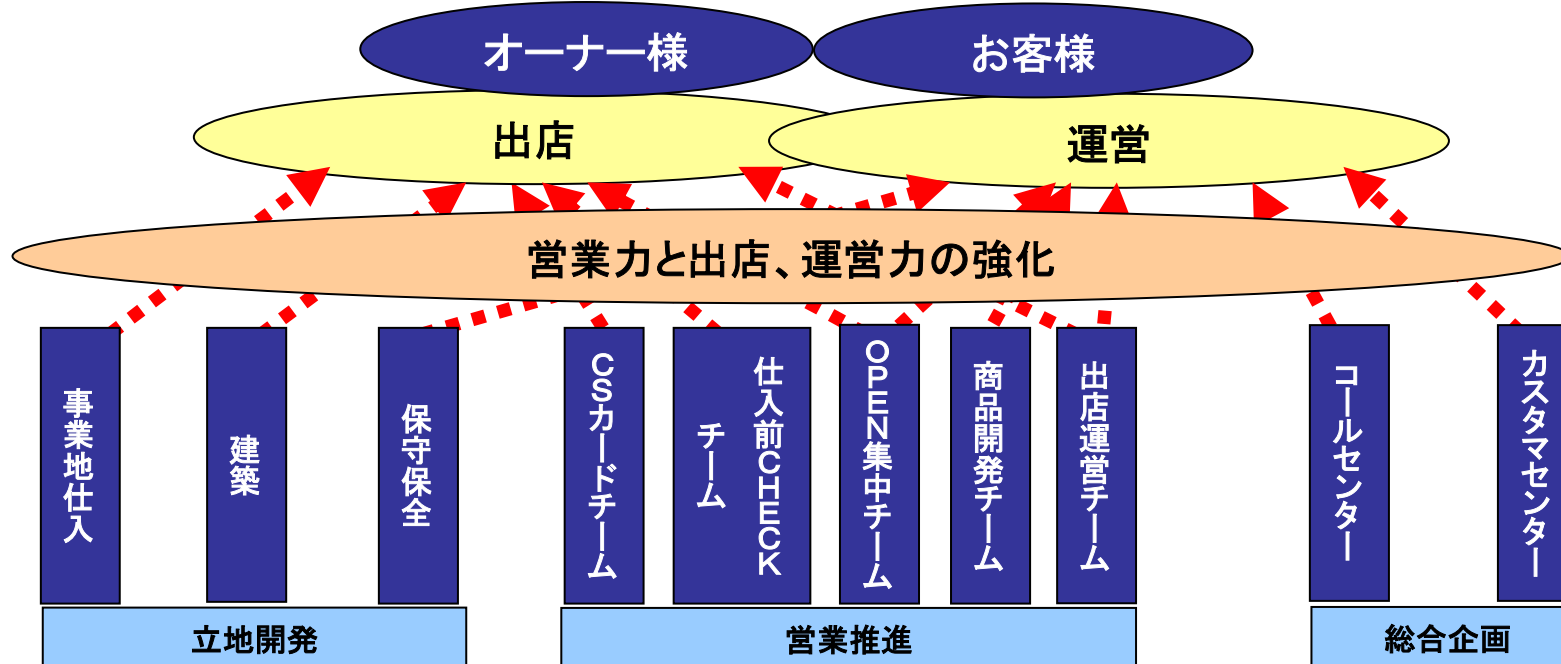 オーナー様
お客様
出店
運営
営業力と出店、運営力の強化
事業地仕入
建築
保守保全
CSカードチーム
仕入前CHECK
チーム
OPEN集中チーム
商品開発チーム
出店運営チーム
コールセンター
カスタマセンター
立地開発
営業推進
総合企画